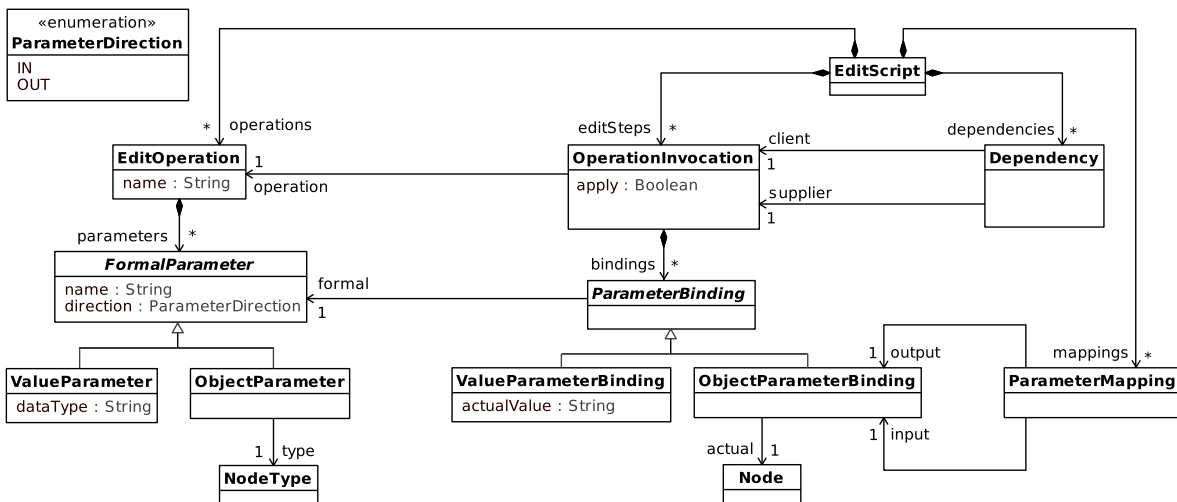 «enumeration»
ParameterDirection
IN
OUT
EditScript
* operations
editSteps *
dependencies *
client
1
supplier
1
EditOperation
name : String
1
operation
OperationInvocation
apply : Boolean
Dependency
parameters *
bindings *
FormalParameter
name : String
direction : ParameterDirection
formal
1
ParameterBinding
1 output
mappings *
ValueParameter
dataType : String
ObjectParameter
ValueParameterBinding
actualValue : String
ObjectParameterBinding
ParameterMapping
1 input
1 type
actual 1
NodeType
Node